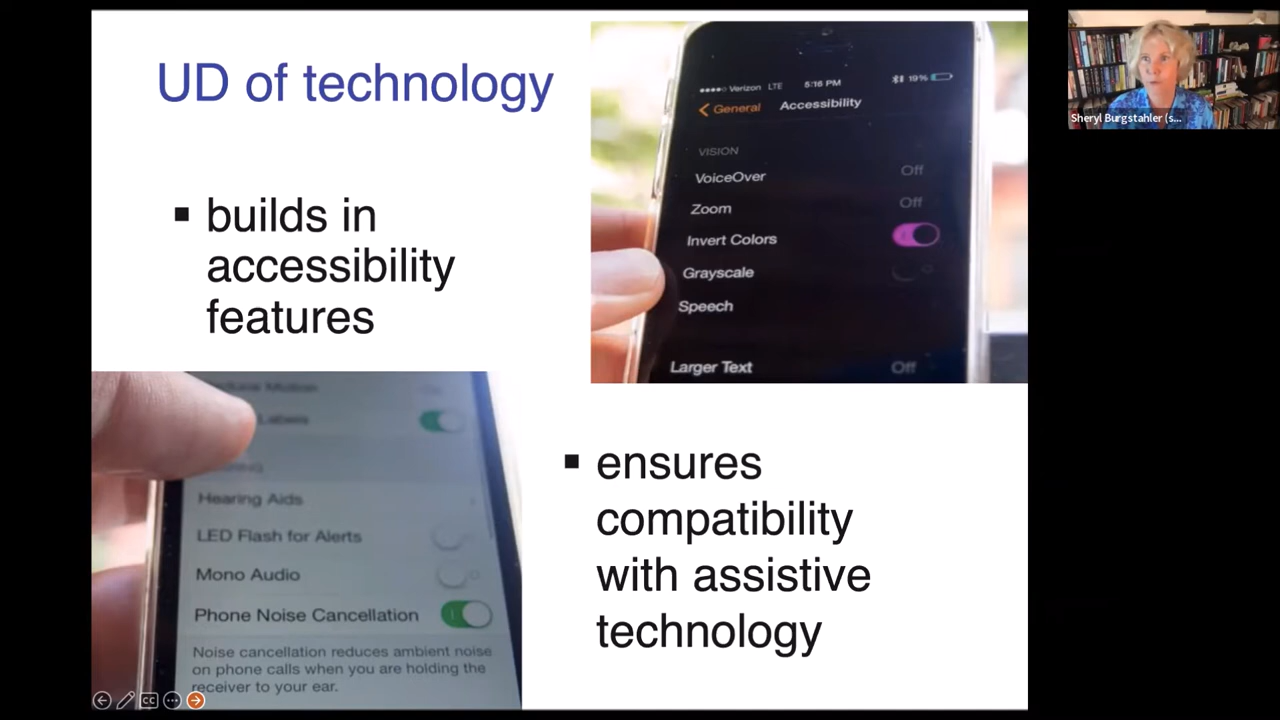 UD of technology
▪ builds in
accessibility
features
Verizon LTE 5:16 PM 19%
General Accessibility
VISION
VoiceOver Off
Zoom Off
Invert Colors
Grayscale
Speech
Larger Text Off
Hearing Aids
LED Flash for Alerts
Mono Audio
Phone Noise Cancellation
Noise cancellation reduces ambient noise
on phone calls when you are holding the
receiver to your ear.
▪ ensures
compatibility
with assistive
technology
CC
Sheryl Burgstahler (s...